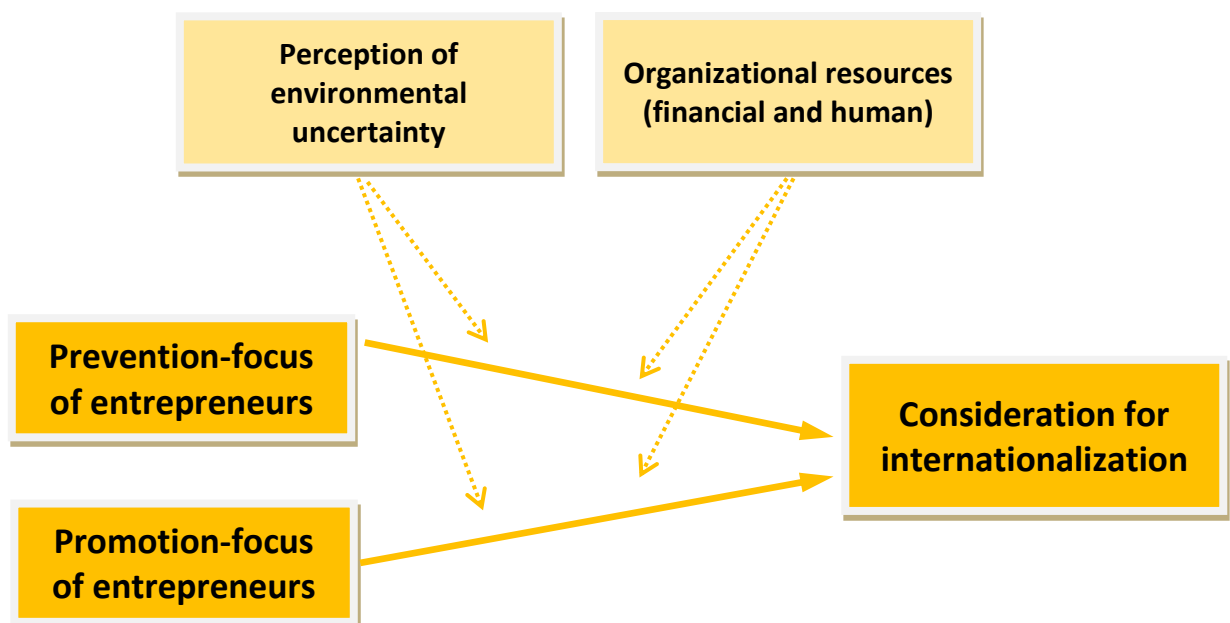 Perception of
environmental
uncertainty
Organizational resources
(financial and human)
Prevention-focus
of entrepreneurs
Consideration for
internationalization
Promotion-focus
of entrepreneurs